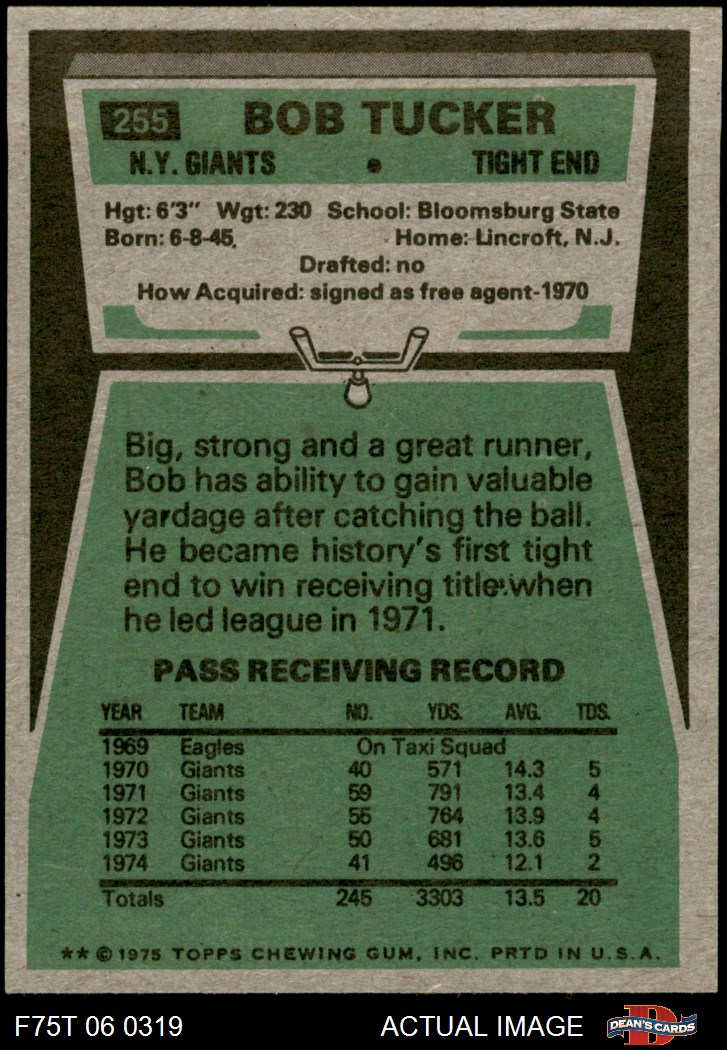 255 BOB TUCKER
N.Y. GIANTS • TIGHT END
Hgt: 6'3" Wgt: 230 School: Bloomsburg State
Born: 6-8-45. Home: Lincroft, N.J.
Drafted: no
How Acquired: signed as free agent-1970
Big, strong and a great runner,
Bob has ability to gain valuable
yardage after catching the ball.
He became history's first tight
end to win receiving title when
he led league in 1971.
PASS RECEIVING RECORD
YEAR TEAM NO. YDS. AVG. TDS.
1969 Eagles On Taxi Squad
1970 Giants 40 571 14.3 5
1971 Giants 59 791 13.4 4
1972 Giants 55 764 13.9 4
1973 Giants 50 681 13.6 5
1974 Giants 41 496 12.1 2
Totals 245 3303 13.5 20
** © 1975 TOPPS CHEWING GUM, INC. PRTD IN U.S.A.
F75T 06 0319 ACTUAL IMAGE D DEAN'S CARDS